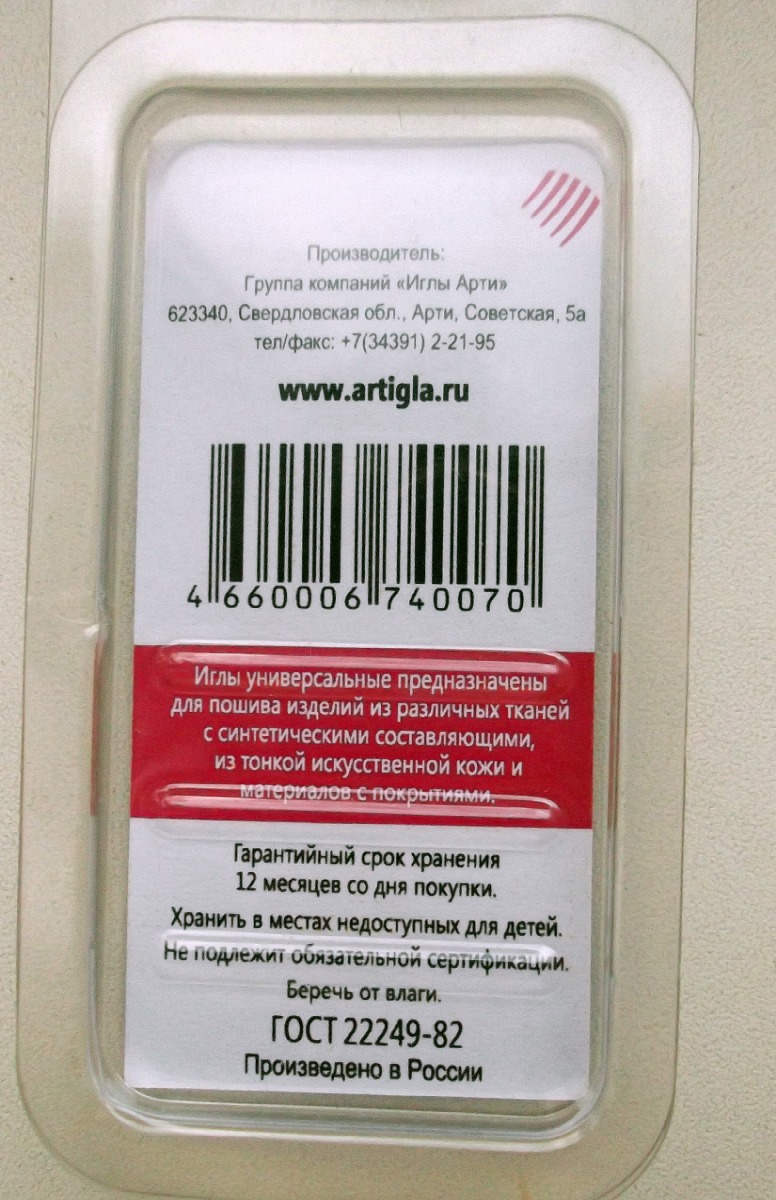 Производитель:
Группа компаний «Иглы Арти»
623340, Свердловская обл., Арти, Советская, 5а
тел/факс: +7(34391) 2-21-95
www.artigla.ru
4 660006 740070
Иглы универсальные предназначены
для пошива изделий из различных тканей
с синтетическими составляющими,
из тонкой искусственной кожи и
материалов с покрытиями.
Гарантийный срок хранения
12 месяцев со дня покупки.
Хранить в местах недоступных для детей.
Не подлежит обязательной сертификации.
Беречь от влаги.
ГОСТ 22249-82
Произведено в России